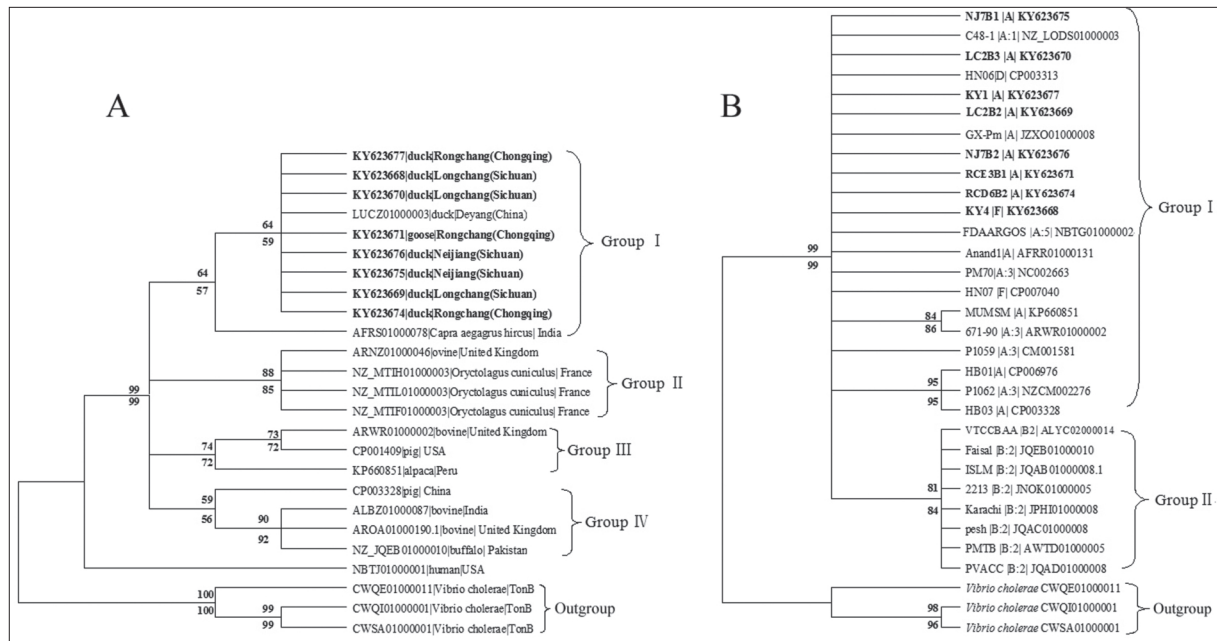 A
64
59
64
57
99
99
88
85
73
72
74
72
59
56
90
92
100
100
99
99
KY623677|duck|Rongchang(Chongqing)
KY623668|duck|Longchang(Sichuan)
KY623670|duck|Longchang(Sichuan)
LUCZ01000003|duck|Deyang(China)
KY623671|goose|Rongchang(Chongqing)
KY623676|duck|Neijiang(Sichuan)
KY623675|duck|Neijiang(Sichuan)
KY623669|duck|Longchang(Sichuan)
KY623674|duck|Rongchang(Chongqing)
AFRS01000078|Capra aegagrus hircus| India
Group Ⅰ
ARNZ01000046|ovine|United Kingdom
NZ_MTIH01000003|Oryctolagus cuniculus| France
NZ_MTIL01000003|Oryctolagus cuniculus| France
NZ_MTIF01000003|Oryctolagus cuniculus| France
Group Ⅱ
ARWR01000002|bovine|United Kingdom
CP001409|pig| USA
KP660851|alpaca|Peru
Group Ⅲ
CP003328|pig| China
ALBZ01000087|bovine|India
AROA01000190.1|bovine| United Kingdom
NZ_JQEB01000010|buffalo| Pakistan
Group Ⅳ
NBTJ01000001|human|USA
CWQE01000011|Vibrio cholerae|TonB
CWQI01000001|Vibrio cholerae|TonB
CWSA01000001|Vibrio cholerae|TonB
Outgroup
B
99
99
84
86
95
95
81
84
98
96
NJ7B1 |A| KY623675
C48-1 |A:1| NZ_LODS01000003
LC2B3 |A| KY623670
HN06|D| CP003313
KY1 |A| KY623677
LC2B2 |A| KY623669
GX-Pm |A| JZXO01000008
NJ7B2 |A| KY623676
RCE3B1 |A| KY623671
RCD6B2 |A| KY623674
KY4 |F| KY623668
FDAARGOS |A:5| NBTG01000002
Anand1|A| AFRR01000131
PM70|A:3| NC002663
HN07 |F| CP007040
MUMSM |A| KP660851
671-90 |A:3| ARWR01000002
P1059 |A:3| CM001581
HB01|A| CP006976
P1062 |A:3| NZCM002276
HB03 |A| CP003328
Group Ⅰ
VTCCBAA |B2| ALYC02000014
Faisal |B:2| JQEB01000010
ISLM |B:2| JQAB01000008.1
2213 |B:2| JNOK01000005
Karachi |B:2| JPHI01000008
pesh |B:2| JQAC01000008
PMTB |B:2| AWTD01000005
PVACC |B:2| JQAD01000008
Group Ⅱ
Vibrio cholerae CWQE01000011
Vibrio cholerae CWQI01000001
Vibrio cholerae CWSA01000001
Outgroup